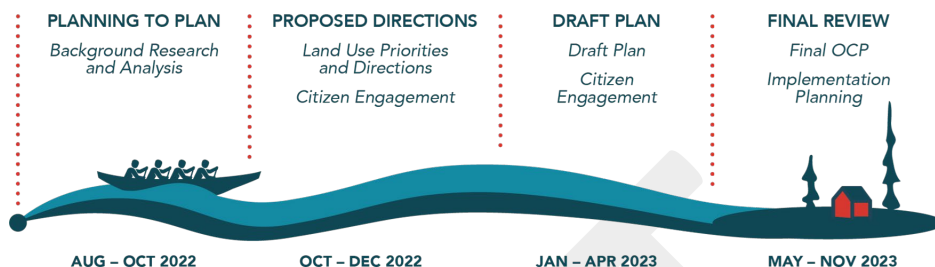 PLANNING TO PLAN
Background Research
and Analysis
PROPOSED DIRECTIONS
Land Use Priorities
and Directions
Citizen Engagement
DRAFT PLAN
Draft Plan
Citizen
Engagement
FINAL REVIEW
Final OCP
Implementation
Planning
AUG – OCT 2022
OCT – DEC 2022
JAN – APR 2023
MAY – NOV 2023